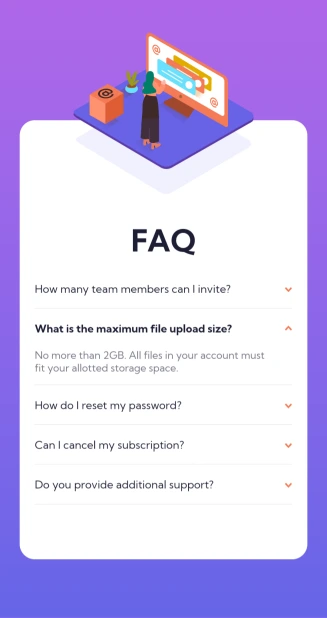 FAQ
How many team members can I invite?
What is the maximum file upload size?
No more than 2GB. All files in your account must
fit your allotted storage space.
How do I reset my password?
Can I cancel my subscription?
Do you provide additional support?